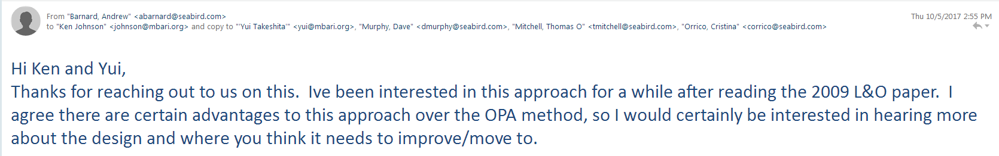 From "Barnard, Andrew" <abarnard@seabird.com>
Thu 10/5/2017 2:55 PM
to "Ken Johnson" <johnson@mbari.org> and copy to "'Yui Takeshita'" <yui@mbari.org>, "Murphy, Dave" <dmurphy@seabird.com>, "Mitchell, Thomas O" <tmitchell@seabird.com>, "Orrico, Cristina" <corrico@seabird.com>
Hi Ken and Yui,
Thanks for reaching out to us on this.  Ive been interested in this approach for a while after reading the 2009 L&O paper.  I
agree there are certain advantages to this approach over the OPA method, so I would certainly be interested in hearing more
about the design and where you think it needs to improve/move to.